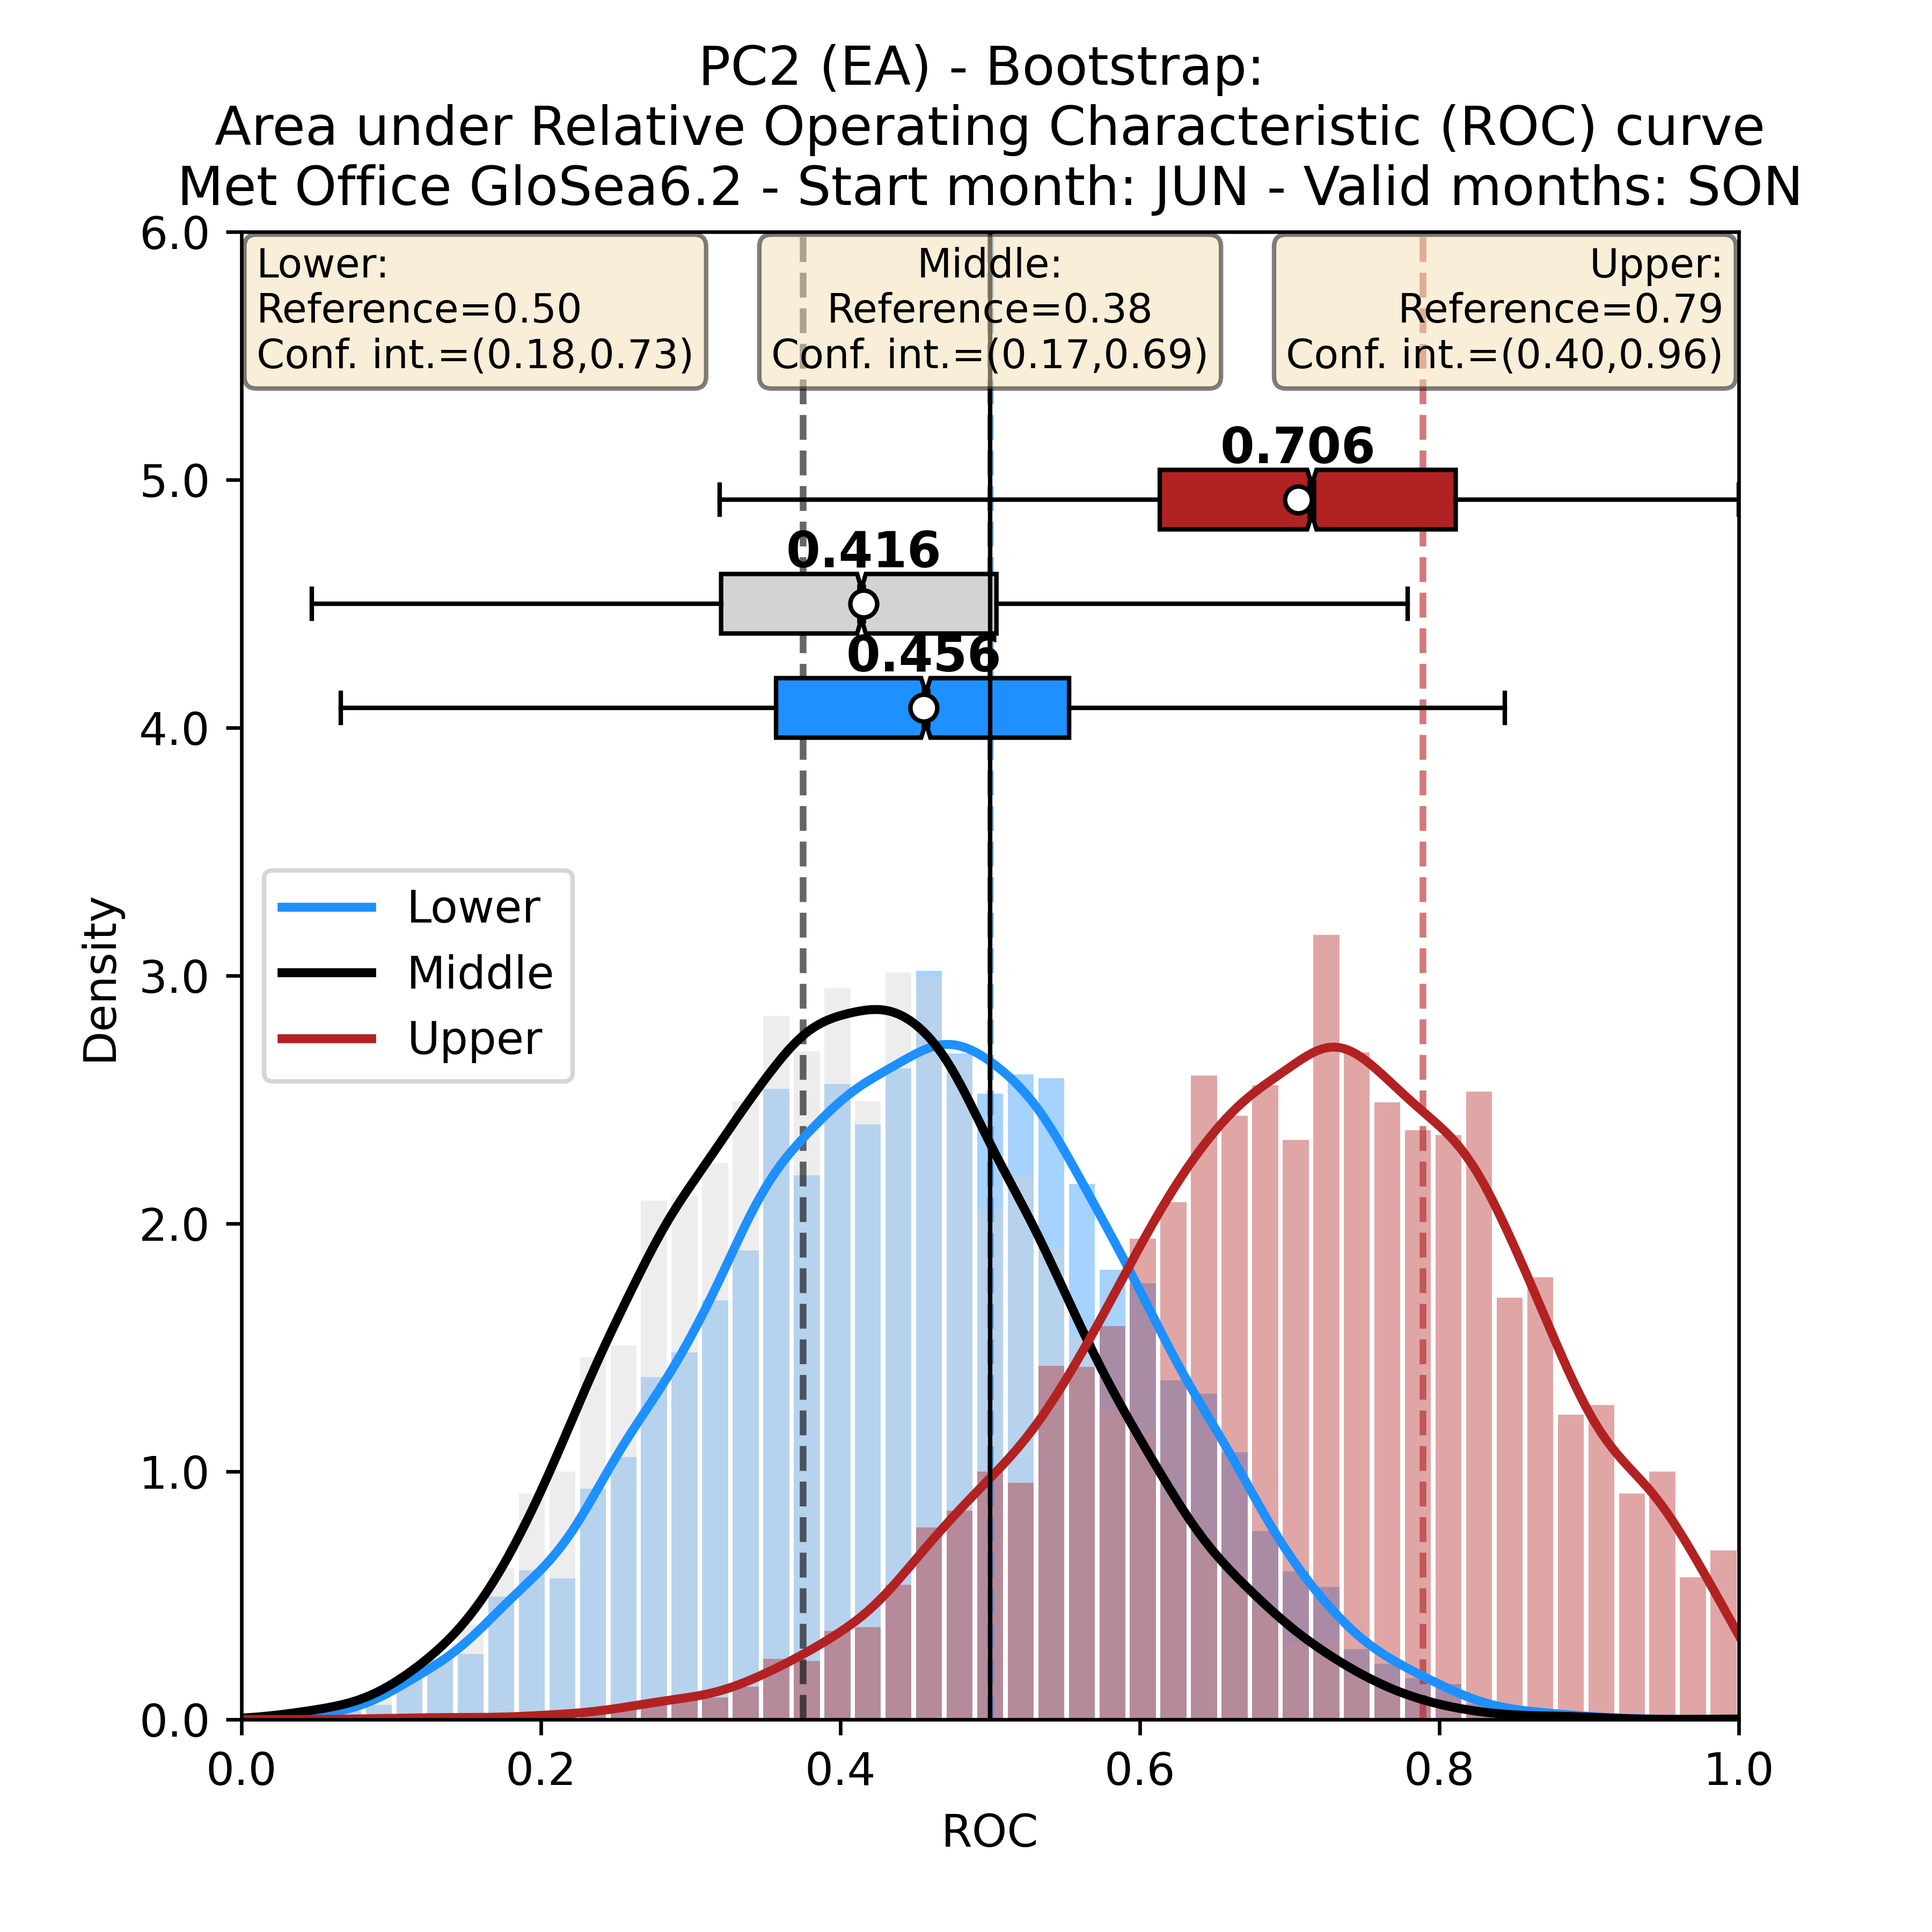 PC2 (EA) - Bootstrap:
Area under Relative Operating Characteristic (ROC) curve
Met Office GloSea6.2 - Start month: JUN - Valid months: SON
Lower:
Reference=0.50
Conf. int.=(0.18,0.73)
Middle:
Reference=0.38
Conf. int.=(0.17,0.69)
Upper:
Reference=0.79
Conf. int.=(0.40,0.96)
0.706
0.416
0.456
Lower
Middle
Upper
Density
6.0
5.0
4.0
3.0
2.0
1.0
0.0
0.0 0.2 0.4 0.6 0.8 1.0
ROC